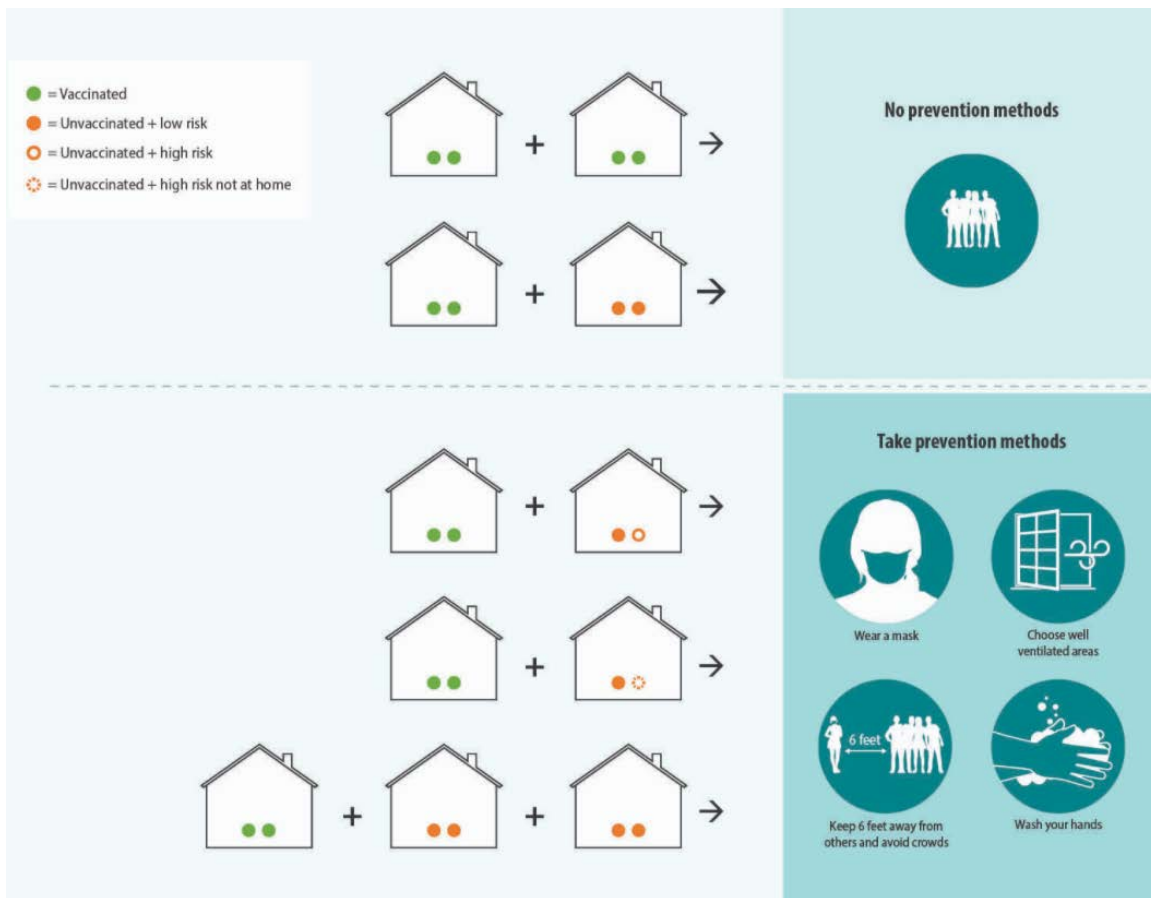 = Vaccinated
= Unvaccinated + low risk
= Unvaccinated + high risk
= Unvaccinated + high risk not at home
No prevention methods
+
+
Take prevention methods
+
Wear a mask
Choose well
ventilated areas
+
6 feet
Keep 6 feet away from
others and avoid crowds
Wash your hands
+ +